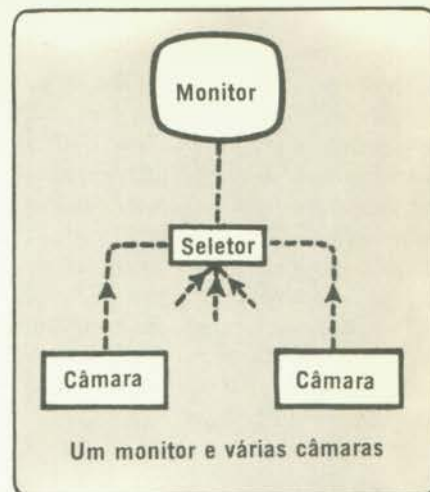 Monitor
Seletor
Câmara
Câmara
Um monitor e várias câmaras